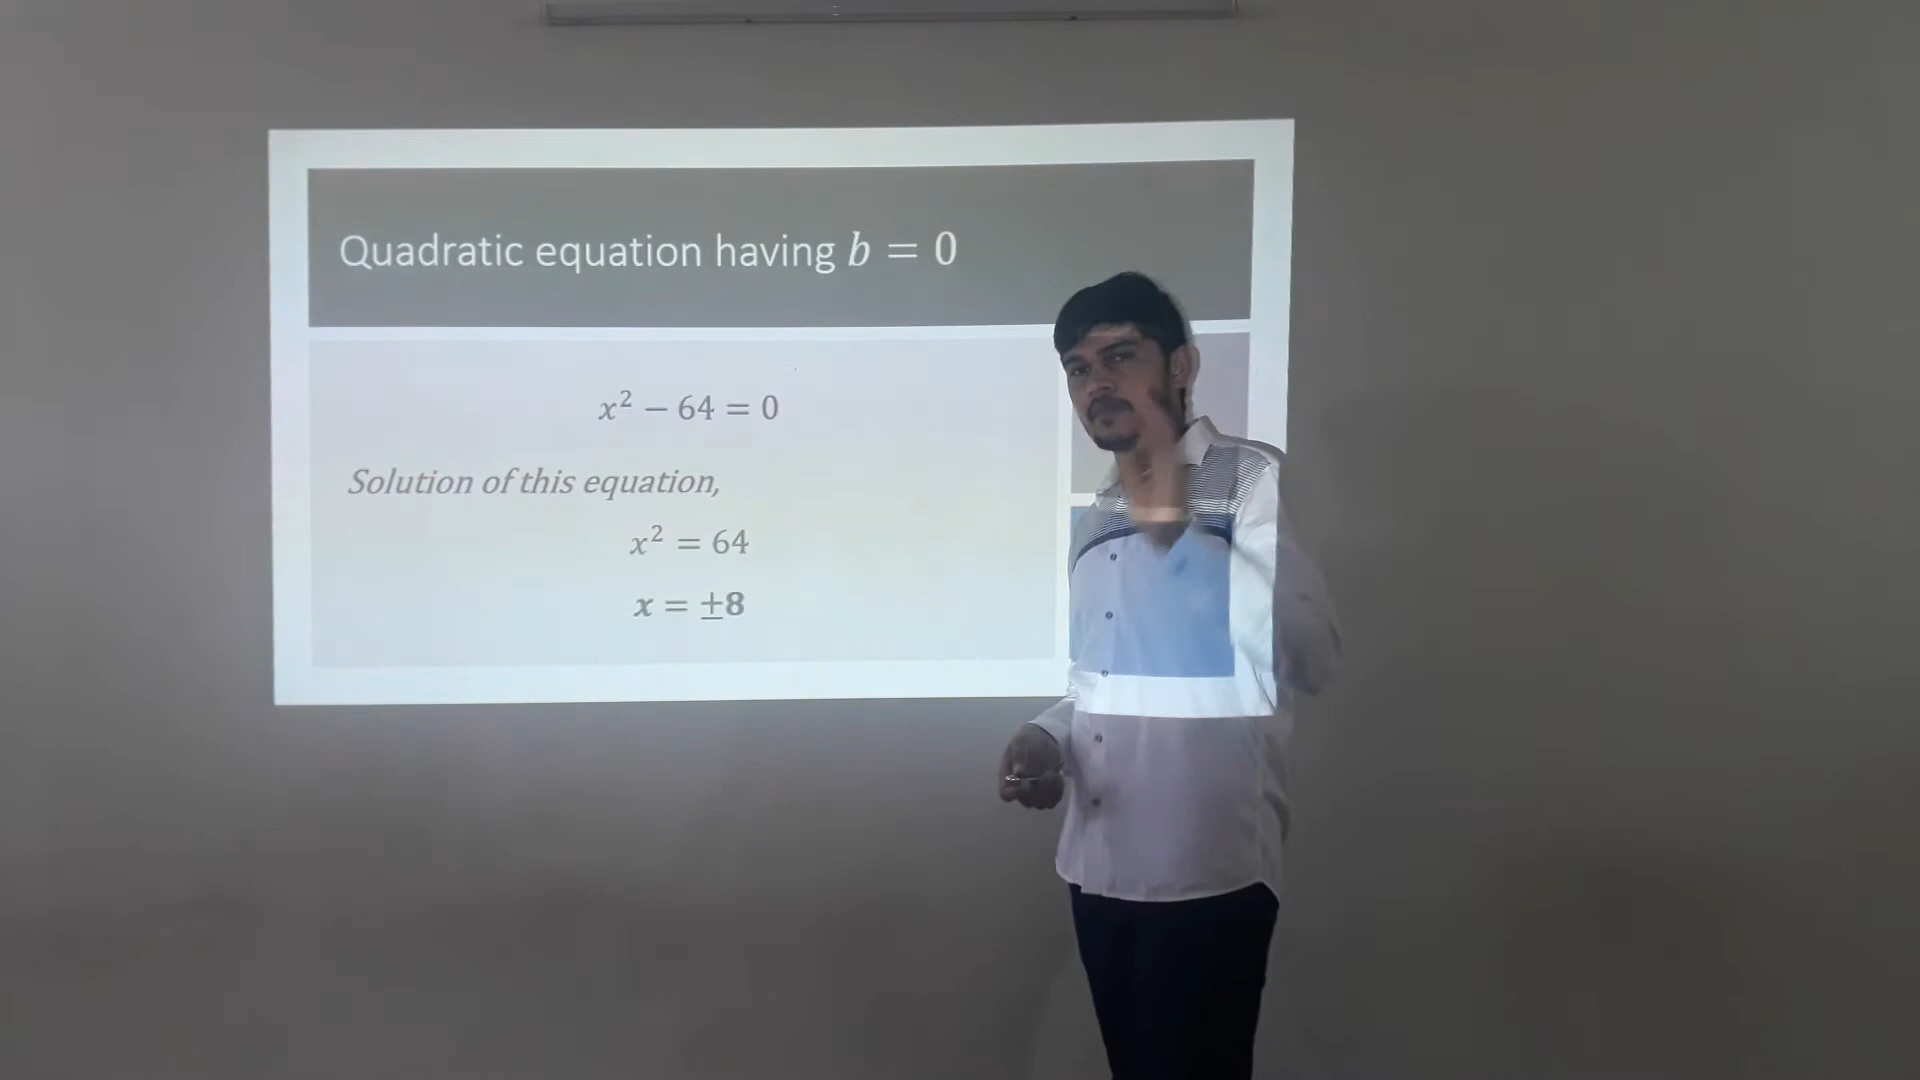 Quadratic equation having b = 0
x² − 64 = 0
Solution of this equation,
x² = 64
x = ±8